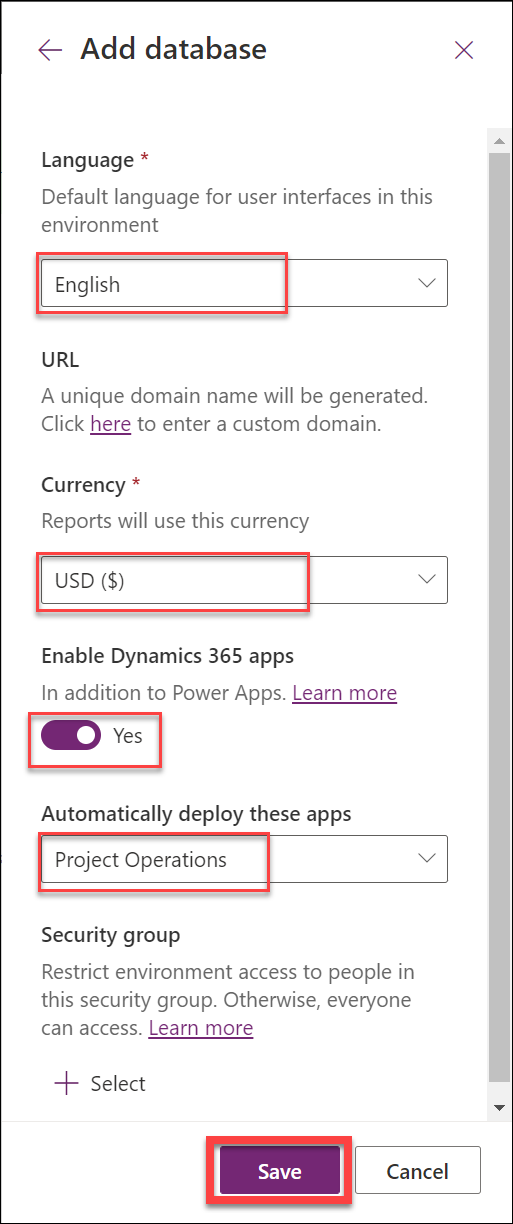 Add database
Language *
Default language for user interfaces in this
environment
English
URL
A unique domain name will be generated.
Click here to enter a custom domain.
Currency *
Reports will use this currency
USD ($)
Enable Dynamics 365 apps
In addition to Power Apps. Learn more
Yes
Automatically deploy these apps
Project Operations
Security group
Restrict environment access to people in
this security group. Otherwise, everyone
can access. Learn more
Select
Save Cancel